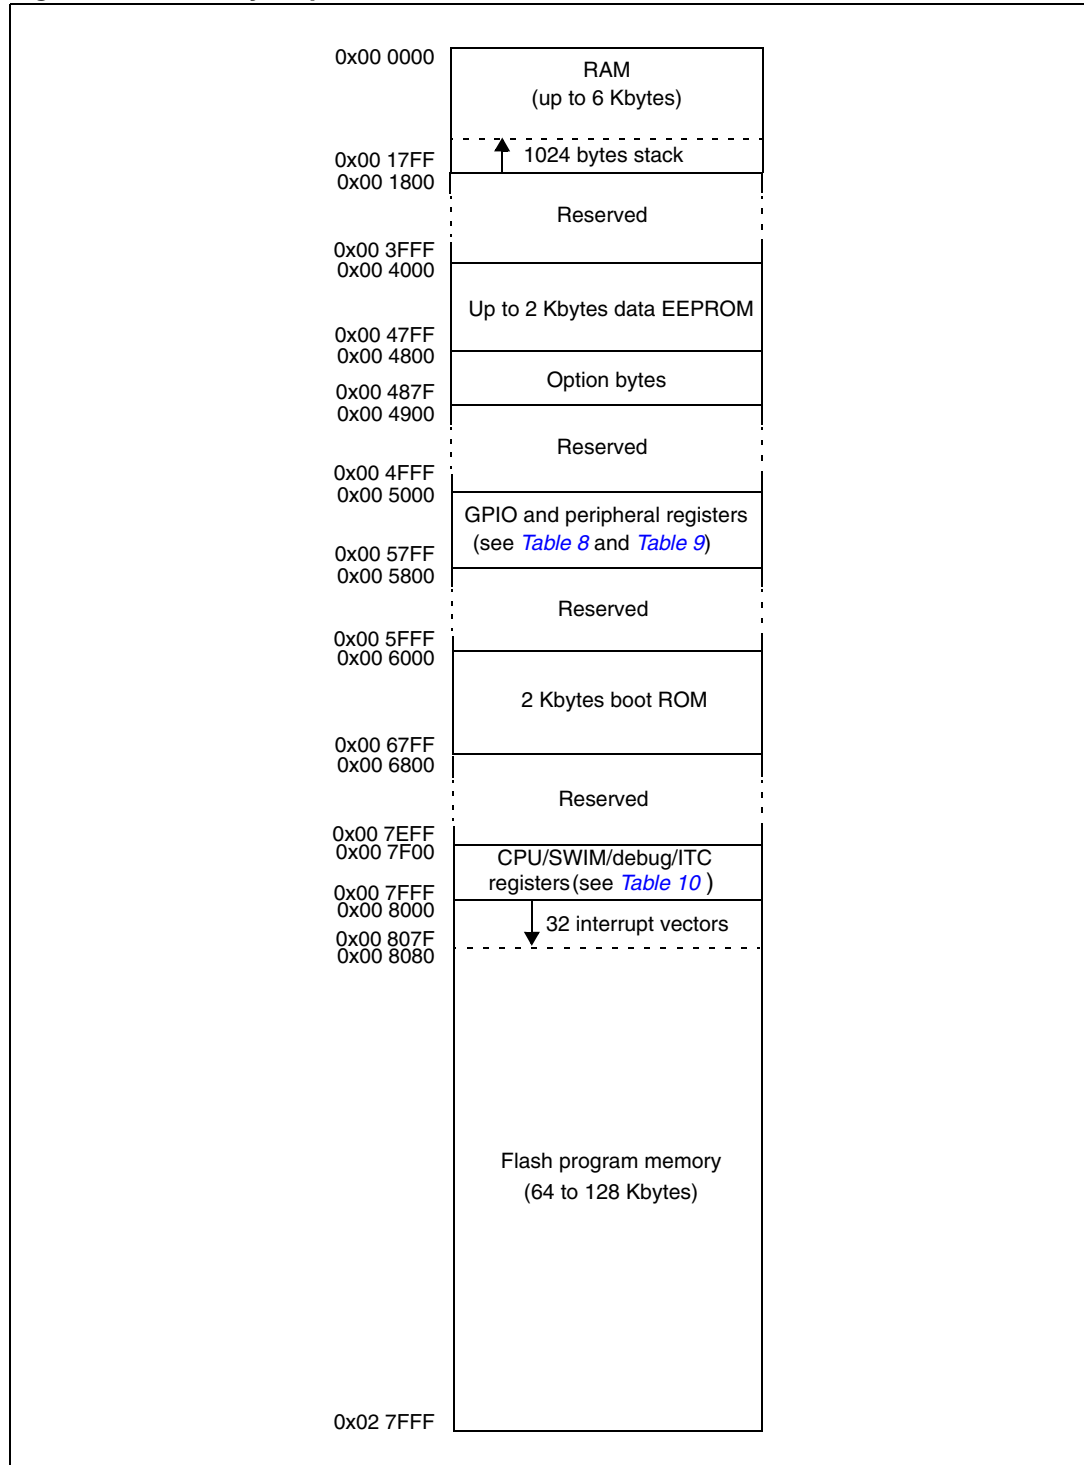 0x00 0000
RAM
(up to 6 Kbytes)
1024 bytes stack
0x00 17FF
0x00 1800
Reserved
0x00 3FFF
0x00 4000
Up to 2 Kbytes data EEPROM
0x00 47FF
0x00 4800
Option bytes
0x00 487F
0x00 4900
Reserved
0x00 4FFF
0x00 5000
GPIO and peripheral registers
(see Table 8 and Table 9)
0x00 57FF
0x00 5800
Reserved
0x00 5FFF
0x00 6000
2 Kbytes boot ROM
0x00 67FF
0x00 6800
Reserved
0x00 7EFF
0x00 7F00
CPU/SWIM/debug/ITC
registers (see Table 10 )
0x00 7FFF
0x00 8000
32 interrupt vectors
0x00 807F
0x00 8080
Flash program memory
(64 to 128 Kbytes)
0x02 7FFF